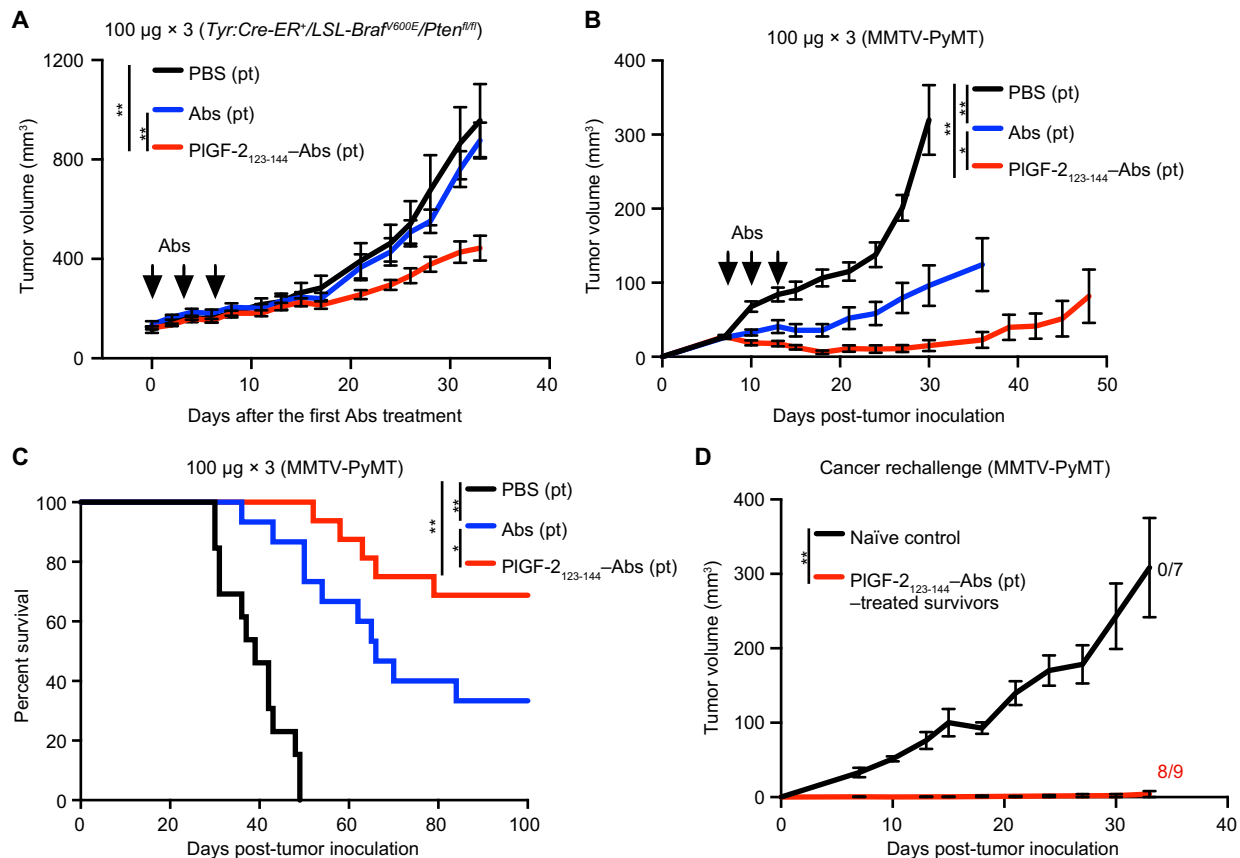 A
100 µg × 3 (Tyr:Cre-ER⁺/LSL-Braf^V600E/Pten^fl/fl)
1200
800
400
0
Tumor volume (mm³)
**
**
PBS (pt)
Abs (pt)
PlGF-2₁₂₃₋₁₄₄–Abs (pt)
Abs
0
10
20
30
40
Days after the first Abs treatment
B
100 µg × 3 (MMTV-PyMT)
400
300
200
100
0
Tumor volume (mm³)
**
**
*
PBS (pt)
Abs (pt)
PlGF-2₁₂₃₋₁₄₄–Abs (pt)
Abs
0
10
20
30
40
50
Days post-tumor inoculation
C
100 µg × 3 (MMTV-PyMT)
100
80
60
40
20
0
Percent survival
**
**
*
PBS (pt)
Abs (pt)
PlGF-2₁₂₃₋₁₄₄–Abs (pt)
0
20
40
60
80
100
Days post-tumor inoculation
D
Cancer rechallenge (MMTV-PyMT)
400
300
200
100
0
Tumor volume (mm³)
**
Naïve control
PlGF-2₁₂₃₋₁₄₄–Abs (pt)
–treated survivors
0/7
8/9
0
10
20
30
40
Days post-tumor inoculation